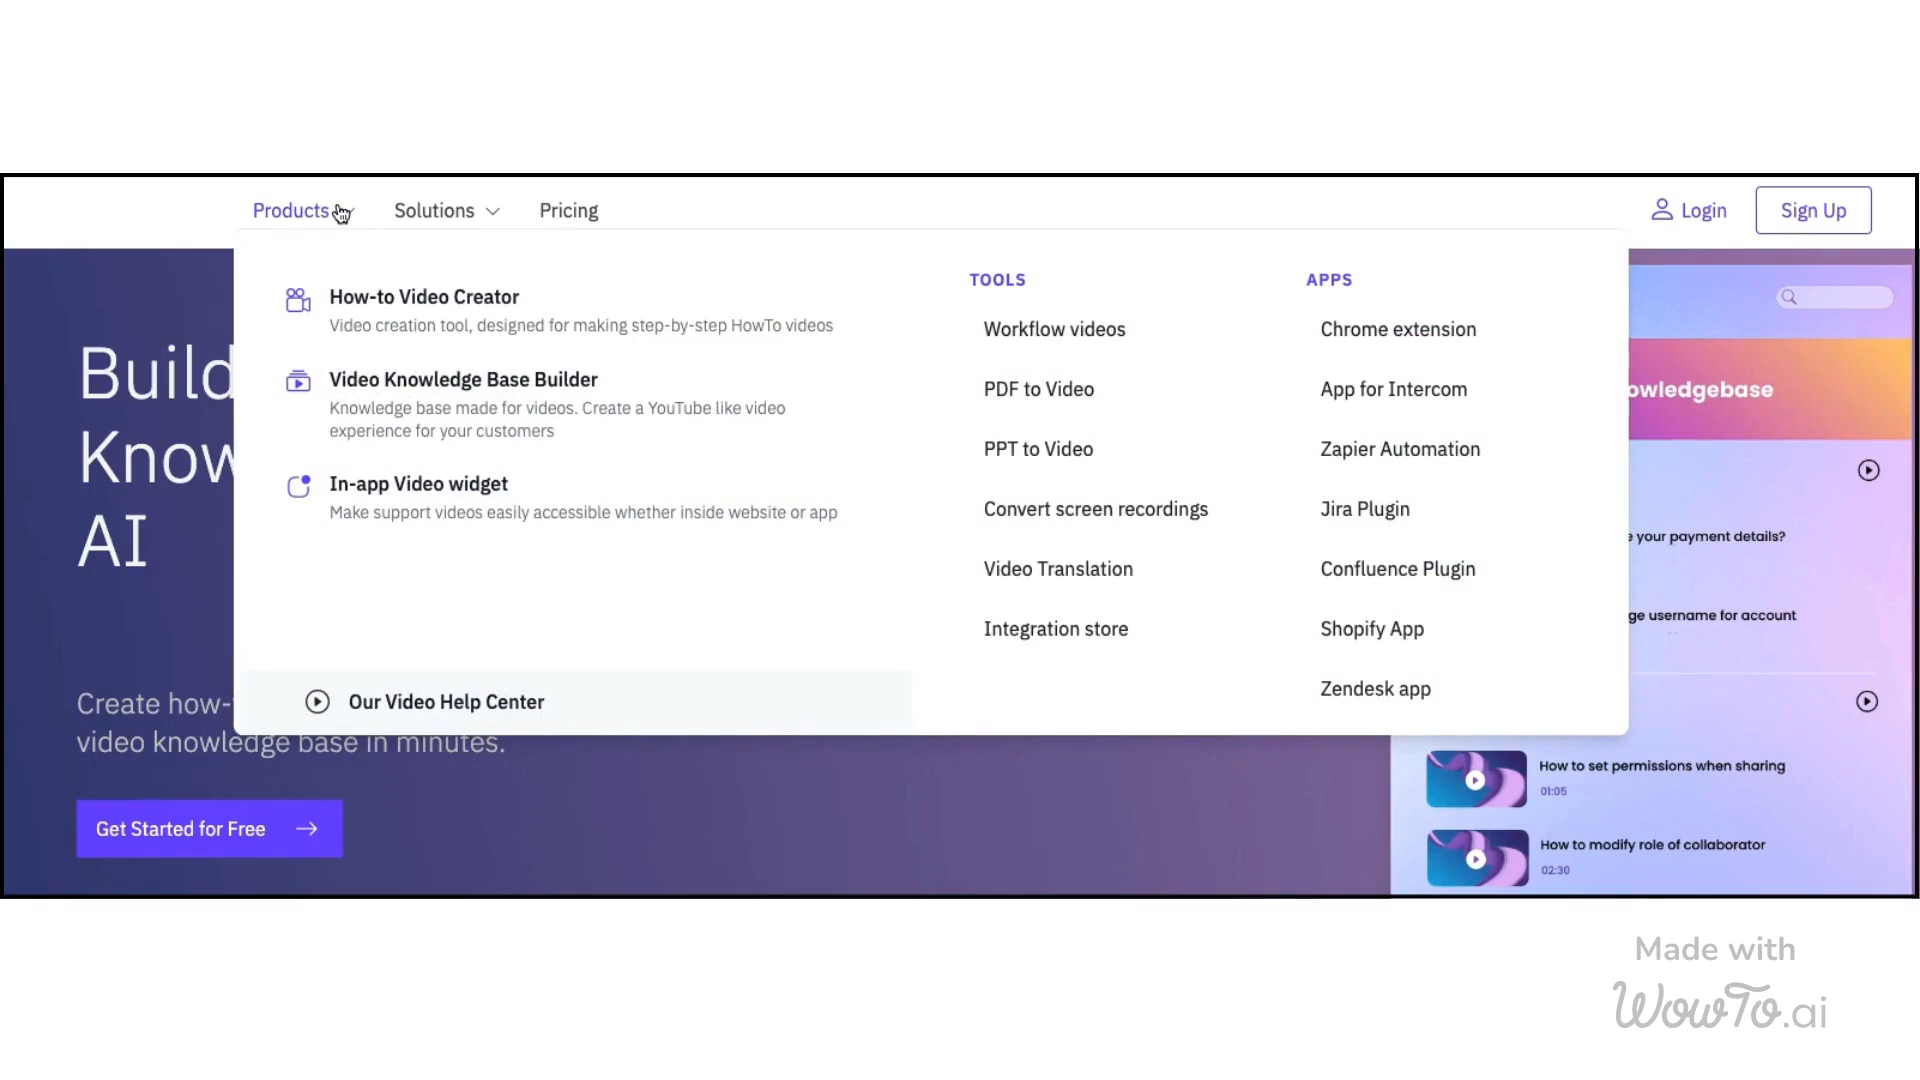 Products
Solutions
Pricing
Login
Sign Up
How-to Video Creator
Video creation tool, designed for making step-by-step HowTo videos
Video Knowledge Base Builder
Knowledge base made for videos. Create a YouTube like video
experience for your customers
In-app Video widget
Make support videos easily accessible whether inside website or app
Our Video Help Center
TOOLS
Workflow videos
PDF to Video
PPT to Video
Convert screen recordings
Video Translation
Integration store
APPS
Chrome extension
App for Intercom
Zapier Automation
Jira Plugin
Confluence Plugin
Shopify App
Zendesk app
Build
Know
AI
Create how-
video knowledge base in minutes.
Get Started for Free
owledgebase
your payment details?
ge username for account
How to set permissions when sharing
01:05
How to modify role of collaborator
02:30
Made with
WowTo.ai